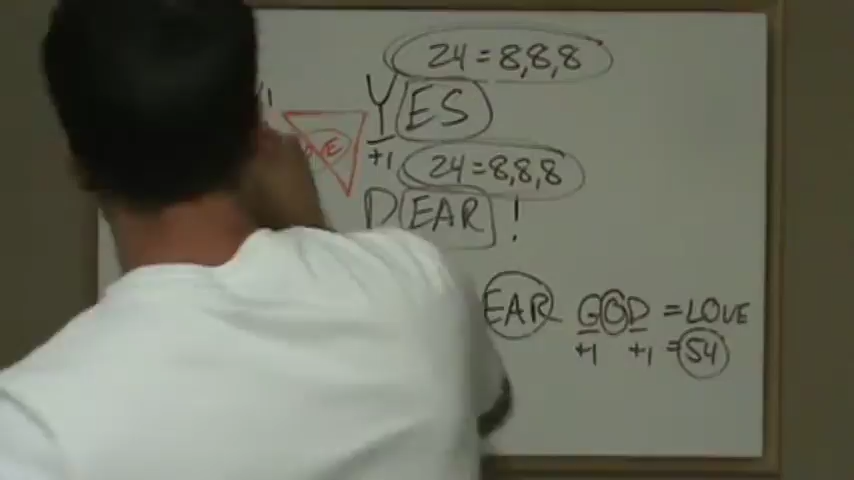 24 = 8,8,8
YES
+1
24 = 8,8,8
DEAR !
EAR GOD = LOVE
+1 +1 = 54